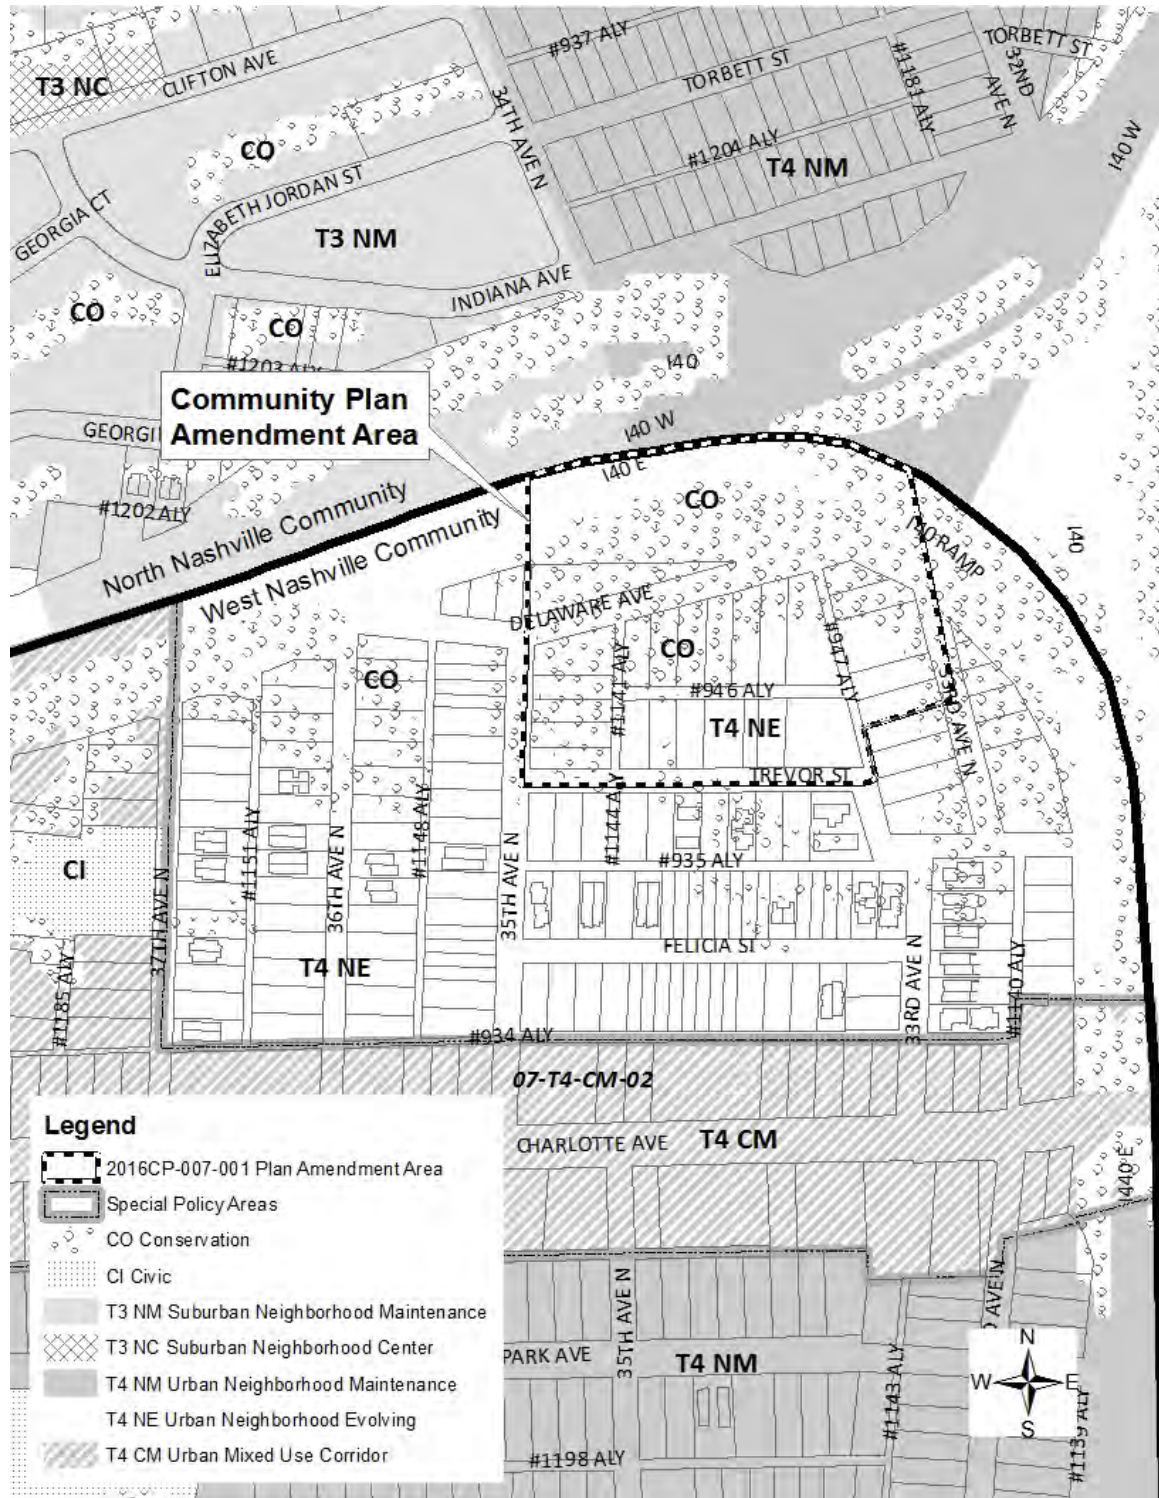 #937 ALY
TORBETT ST
TORBETT ST
32ND
AVE N
#1181 ALY
T3 NC
CLIFTON AVE
34TH AVE N
#1204 ALY
T4 NM
I40 W
CO
ELIZABETH JORDAN ST
GEORGIA CT
T3 NM
INDIANA AVE
CO
CO
#1203 ALY
I40
Community Plan
Amendment Area
I40 W
GEORGI
I40 E
CO
#1202 ALY
North Nashville Community
West Nashville Community
I40 RAMP
I40
DELAWARE AVE
CO
CO
#1141 ALY
#947 ALY
#946 ALY
T4 NE
33RD AVE N
TREVOR ST
#1144 ALY
#1148 ALY
#1151 ALY
#935 ALY
CI
36TH AVE N
35TH AVE N
37TH AVE N
FELICIA ST
T4 NE
33RD AVE N
#1140 ALY
#1185 ALY
#934 ALY
07-T4-CM-02
CHARLOTTE AVE
T4 CM
I440 E
Legend
2016CP-007-001 Plan Amendment Area
Special Policy Areas
CO Conservation
CI Civic
T3 NM Suburban Neighborhood Maintenance
T3 NC Suburban Neighborhood Center
T4 NM Urban Neighborhood Maintenance
T4 NE Urban Neighborhood Evolving
T4 CM Urban Mixed Use Corridor
35TH AVE N
D AVE N
PARK AVE
T4 NM
#1143 ALY
#1139 ALY
#1198 ALY
N
W E
S